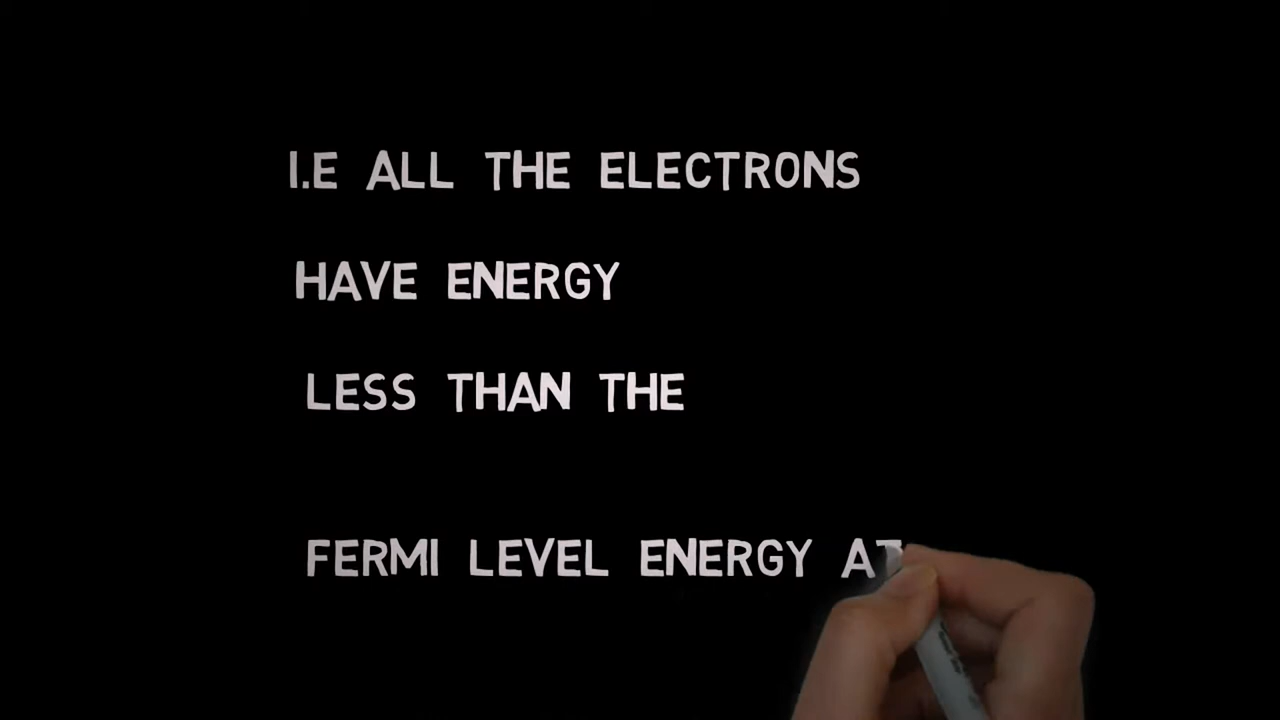 I.E ALL THE ELECTRONS
HAVE ENERGY
LESS THAN THE
FERMI LEVEL ENERGY AT